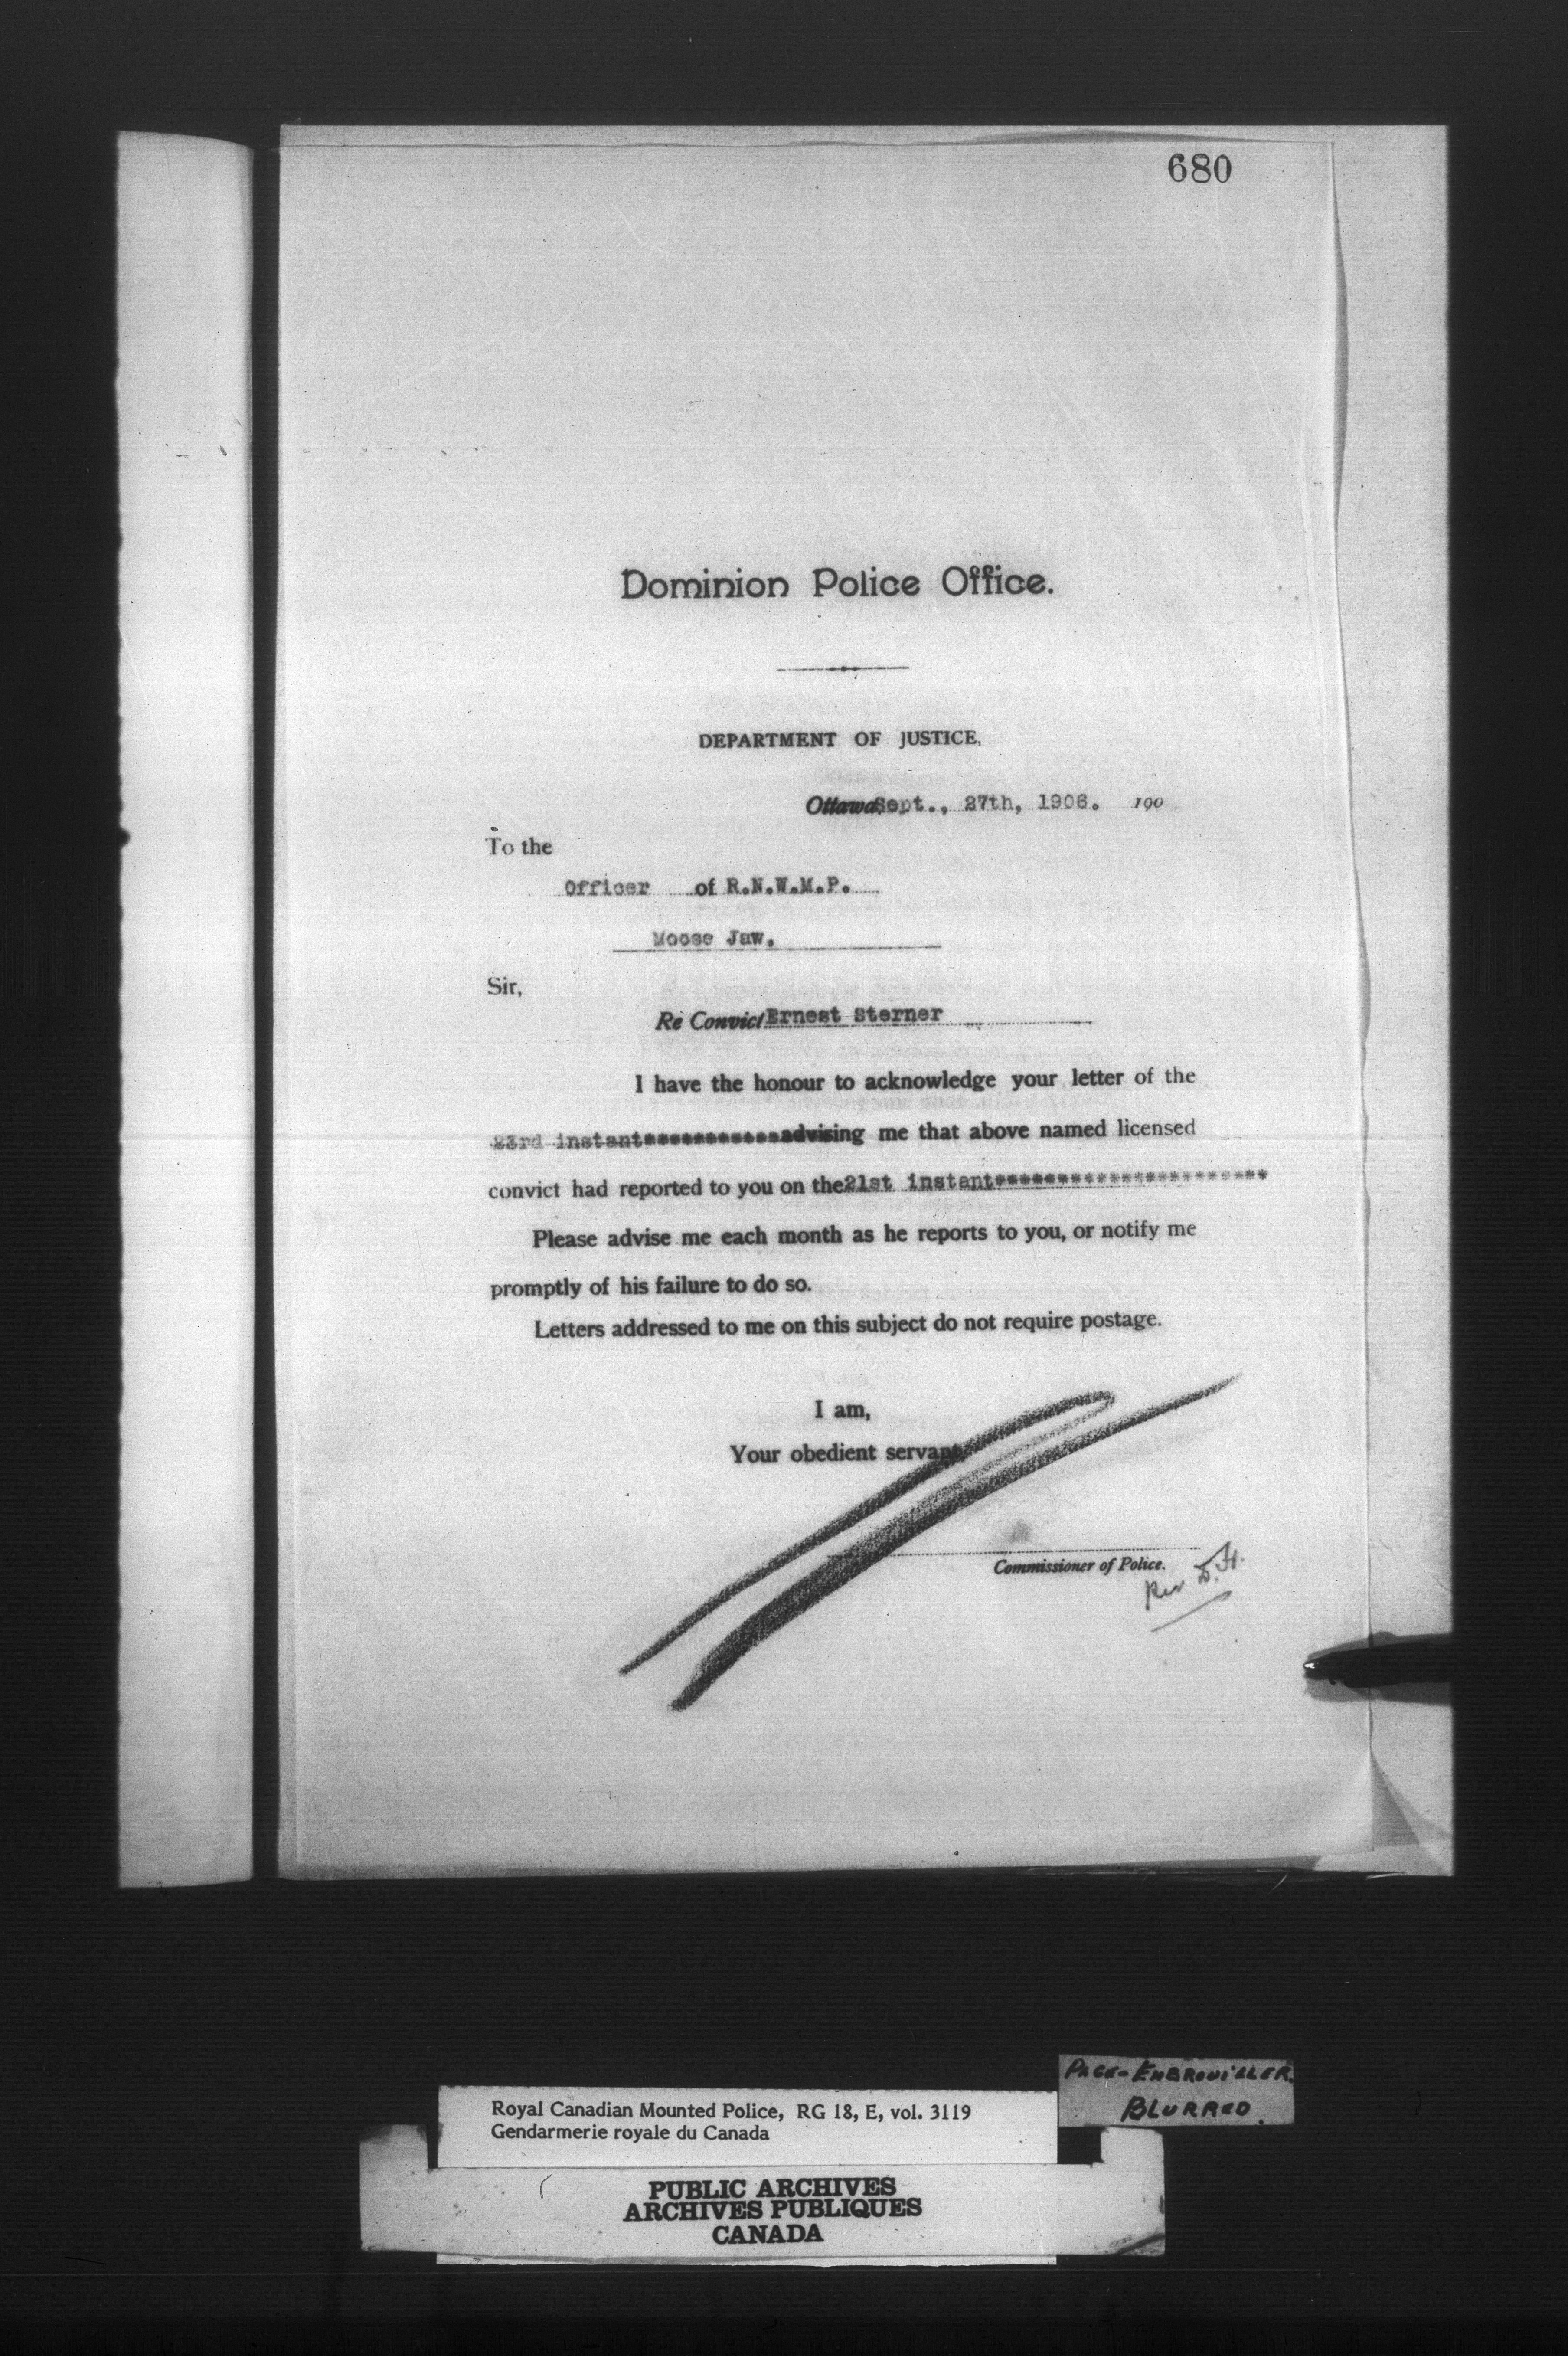 680
Dominion Police Office.
DEPARTMENT OF JUSTICE,
Ottawa, Sept., 27th, 1906. 190
To the
Officer of R.N.W.M.P.
Moose Jaw.
Sir,
Re Convict Ernest Sterner
I have the honour to acknowledge your letter of the
23rd instant************advising me that above named licensed
convict had reported to you on the 21st instant*************************
Please advise me each month as he reports to you, or notify me
promptly of his failure to do so.
Letters addressed to me on this subject do not require postage.
I am,
Your obedient servant,
Commissioner of Police.
Per
PAGE-EMBROUILLER.
BLURRED.
Royal Canadian Mounted Police, RG 18, E, vol. 3119
Gendarmerie royale du Canada
PUBLIC ARCHIVES
ARCHIVES PUBLIQUES
CANADA